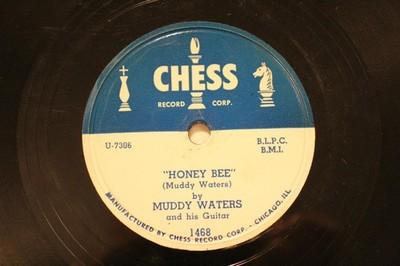 CHESS
RECORD CORP.
U-7306 B.L.P.C.
B.M.I.
"HONEY BEE"
(Muddy Waters)
by
MUDDY WATERS
and his Guitar
1468
MANUFACTURED BY CHESS RECORD CORP. - CHICAGO, ILL